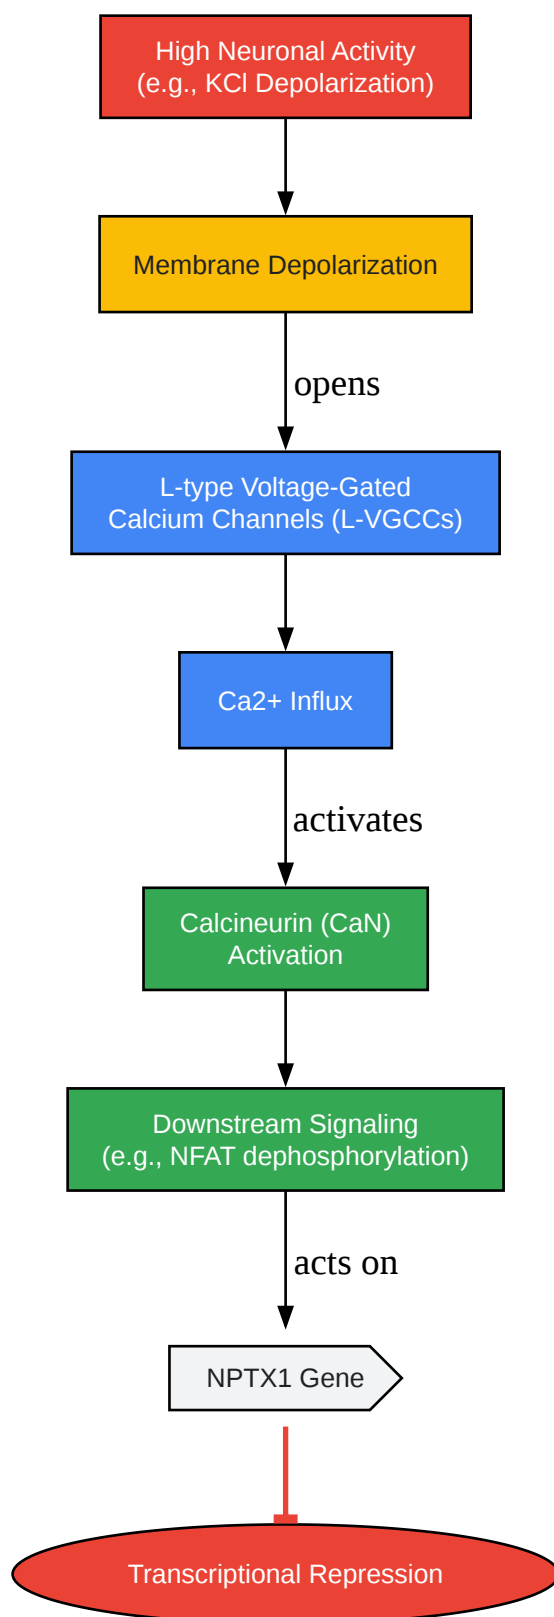 High Neuronal Activity
(e.g., KCl Depolarization)
Membrane Depolarization
opens
L-type Voltage-Gated
Calcium Channels (L-VGCCs)
Ca2+ Influx
activates
Calcineurin (CaN)
Activation
Downstream Signaling
(e.g., NFAT dephosphorylation)
acts on
NPTX1 Gene
Transcriptional Repression